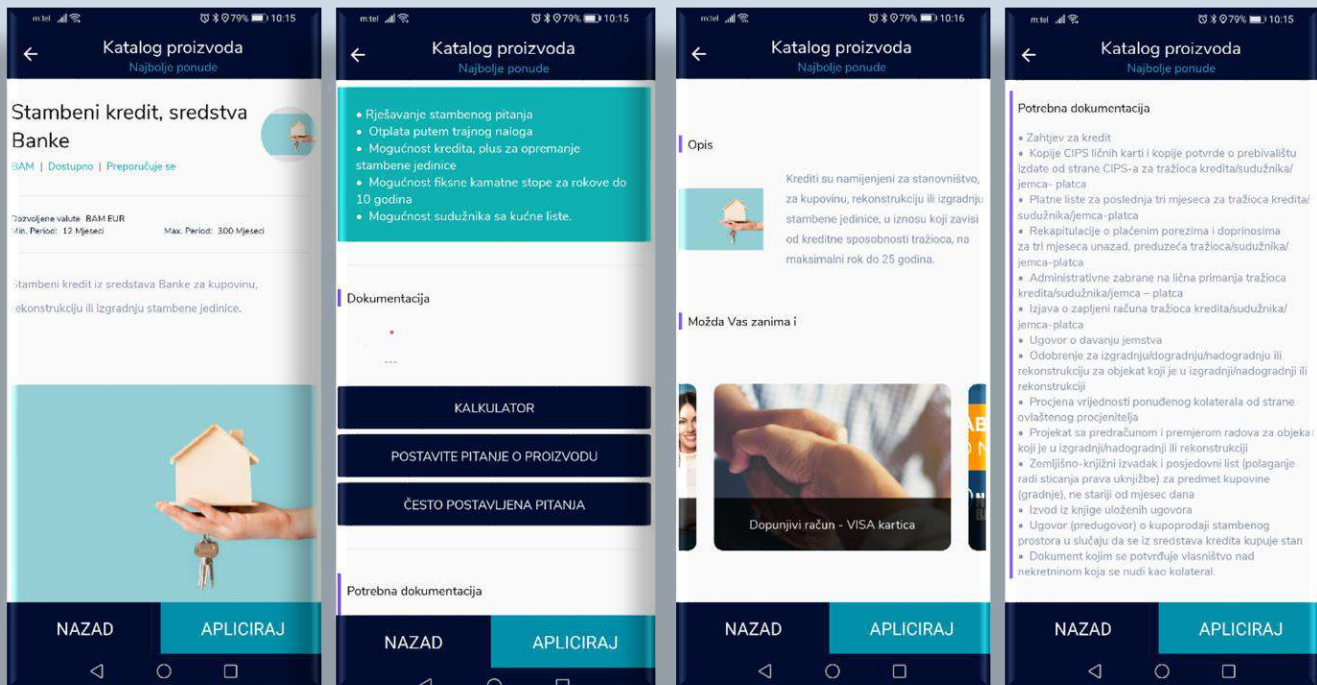 m:tel
79% 10:15
Katalog proizvoda
Najbolje ponude
Stambeni kredit, sredstva
Banke
BAM | Dostupno | Preporučuje se
Dozvoljene valute BAM EUR
Min. Period: 12 Mjeseci Max. Period: 300 Mjeseci
Stambeni kredit iz sredstava Banke za kupovinu,
rekonstrukciju ili izgradnju stambene jedinice.
NAZAD APLICIRAJ
m:tel
79% 10:15
Katalog proizvoda
Najbolje ponude
• Rješavanje stambenog pitanja
• Otplata putem trajnog naloga
• Mogućnost kredita, plus za opremanje
stambene jedinice
• Mogućnost fiksne kamatne stope za rokove do
10 godina
• Mogućnost sudužnika sa kućne liste.
Dokumentacija
KALKULATOR
POSTAVITE PITANJE O PROIZVODU
ČESTO POSTAVLJENA PITANJA
Potrebna dokumentacija
NAZAD APLICIRAJ
m:tel
79% 10:16
Katalog proizvoda
Najbolje ponude
Opis
Krediti su namijenjeni za stanovništvo,
za kupovinu, rekonstrukciju ili izgradnju
stambene jedinice, u iznosu koji zavisi
od kreditne sposobnosti tražioca, na
maksimalni rok do 25 godina.
Možda Vas zanima i
Dopunjivi račun - VISA kartica
NAZAD APLICIRAJ
m:tel
79% 10:15
Katalog proizvoda
Najbolje ponude
Potrebna dokumentacija
• Zahtjev za kredit
• Kopije CIPS ličnih karti i kopije potvrde o prebivalištu
izdate od strane CIPS-a za tražioca kredita/sudužnika/
jemca- platca
• Platne liste za poslednja tri mjeseca za tražioca kredita/
sudužnika/jemca-platca
• Rekapitulacije o plaćenim porezima i doprinosima
za tri mjeseca unazad, preduzeća tražioca/sudužnika/
jemca-platca
• Administrativne zabrane na lična primanja tražioca
kredita/sudužnika/jemca – platca
• Izjava o zapljeni računa tražioca kredita/sudužnika/
jemca-platca
• Ugovor o davanju jemstva
• Odobrenje za izgradnju/dogradnju/nadogradnju ili
rekonstrukciju za objekat koji je u izgradnji/nadogradnji ili
rekonstrukciji
• Procjena vrijednosti ponuđenog kolaterala od strane
ovlaštenog procjenitelja
• Projekat sa predračunom i premjerom radova za objekat
koji je u izgradnji/nadogradnji ili rekonstrukciji
• Zemljišno-knjižni izvadak i posjedovni list (polaganje
radi sticanja prava uknjižbe) za predmet kupovine
(gradnje), ne stariji od mjesec dana
• Izvod iz knjige uloženih ugovora
• Ugovor (predugovor) o kupoprodaji stambenog
prostora u slučaju da se iz sredstava kredita kupuje stan
• Dokument kojim se potvrđuje vlasništvo nad
nekretninom koja se nudi kao kolateral.
NAZAD APLICIRAJ